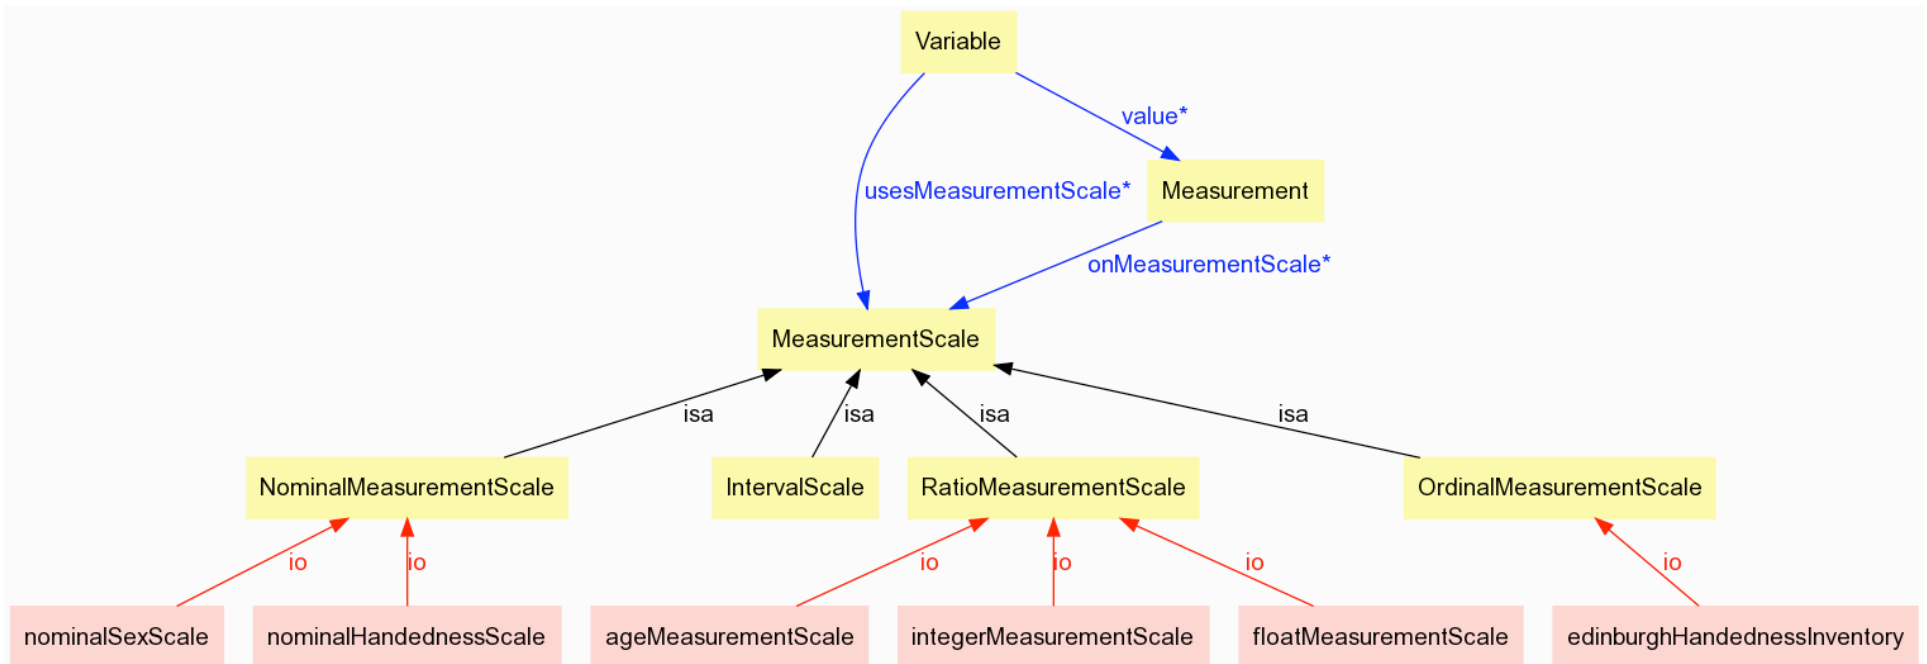 Variable
value*
usesMeasurementScale*
Measurement
onMeasurementScale*
MeasurementScale
isa
isa
isa
isa
NominalMeasurementScale
IntervalScale
RatioMeasurementScale
OrdinalMeasurementScale
io
io
io
io
io
io
nominalSexScale
nominalHandednessScale
ageMeasurementScale
integerMeasurementScale
floatMeasurementScale
edinburghHandednessInventory